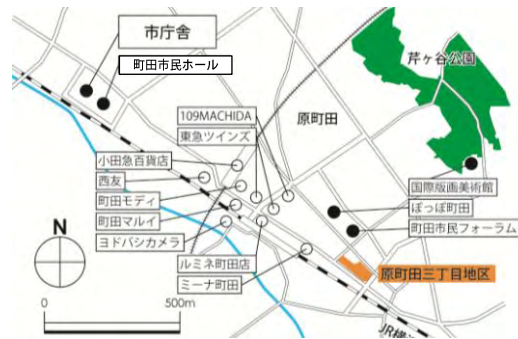 市庁舎
町田市民ホール
芹ヶ谷公園
109MACHIDA
原町田
東急ツインズ
小田急百貨店
西友
国際版画美術館
町田モディ
ぽっぽ町田
町田マルイ
町田市民フォーラム
ヨドバシカメラ
N
ルミネ町田店
原町田三丁目地区
ミーナ町田
0
500m
JR横